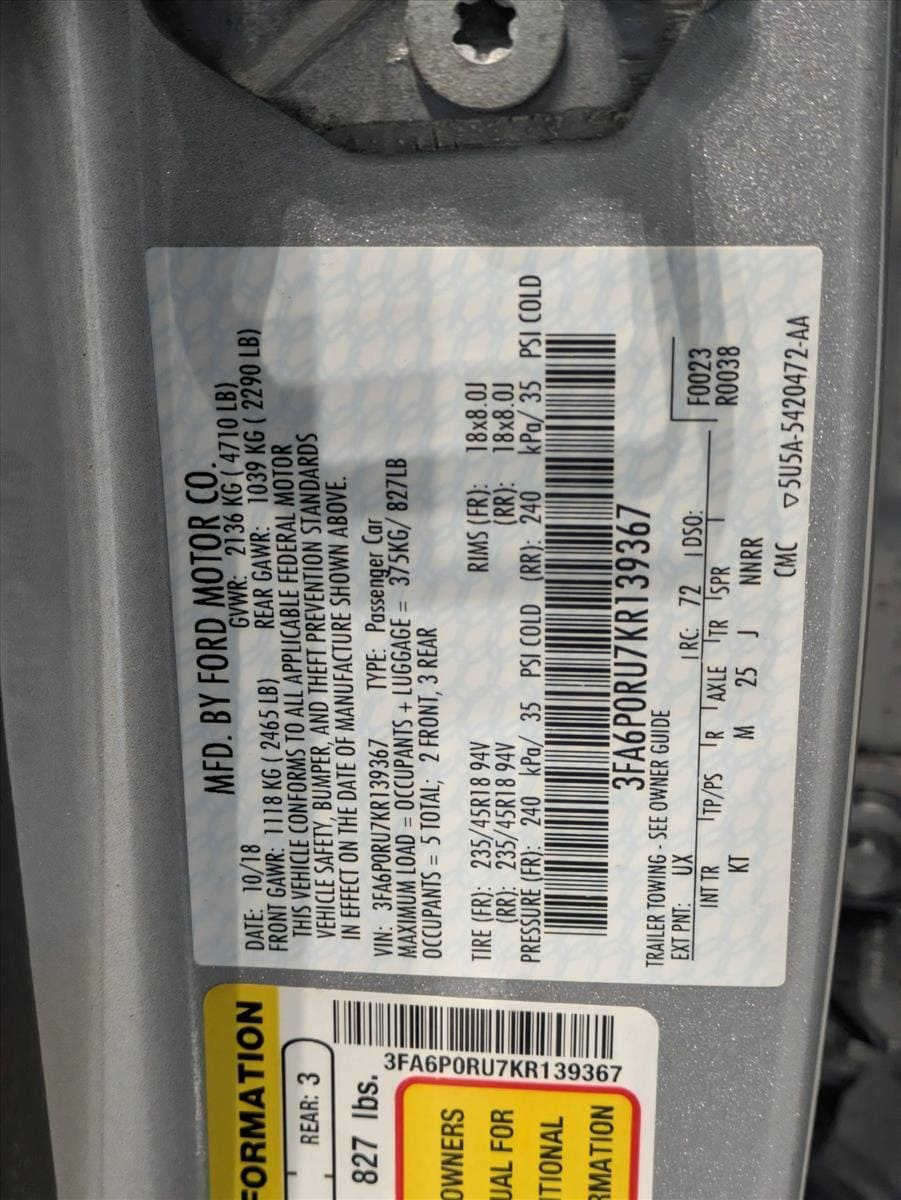 MFD. BY FORD MOTOR CO.
DATE: 10/18 GVWR: 2136 KG ( 4710 LB)
FRONT GAWR: 1118 KG ( 2465 LB) REAR GAWR: 1039 KG ( 2290 LB)
THIS VEHICLE CONFORMS TO ALL APPLICABLE FEDERAL MOTOR
VEHICLE SAFETY, BUMPER, AND THEFT PREVENTION STANDARDS
IN EFFECT ON THE DATE OF MANUFACTURE SHOWN ABOVE.
VIN: 3FA6P0RU7KR139367 TYPE: Passenger Car
MAXIMUM LOAD = OCCUPANTS + LUGGAGE = 375KG/ 827LB
OCCUPANTS = 5 TOTAL; 2 FRONT, 3 REAR
TIRE (FR): 235/45R18 94V RIMS (FR): 18x8.0J
(RR): 235/45R18 94V (RR): 18x8.0J
PRESSURE (FR): 240 kPa/ 35 PSI COLD (RR): 240 kPa/ 35 PSI COLD
3FA6P0RU7KR139367
TRAILER TOWING - SEE OWNER GUIDE
EXT PNT: UX RC: 72 DSO: F0023
INT TR TP/PS R AXLE TR SPR R0038
KT M 25 J NNRR
CMC ▽5U5A-5420472-AA
FORMATION
REAR: 3
827 lbs.
3FA6P0RU7KR139367
OWNERS
UAL FOR
ITIONAL
RMATION